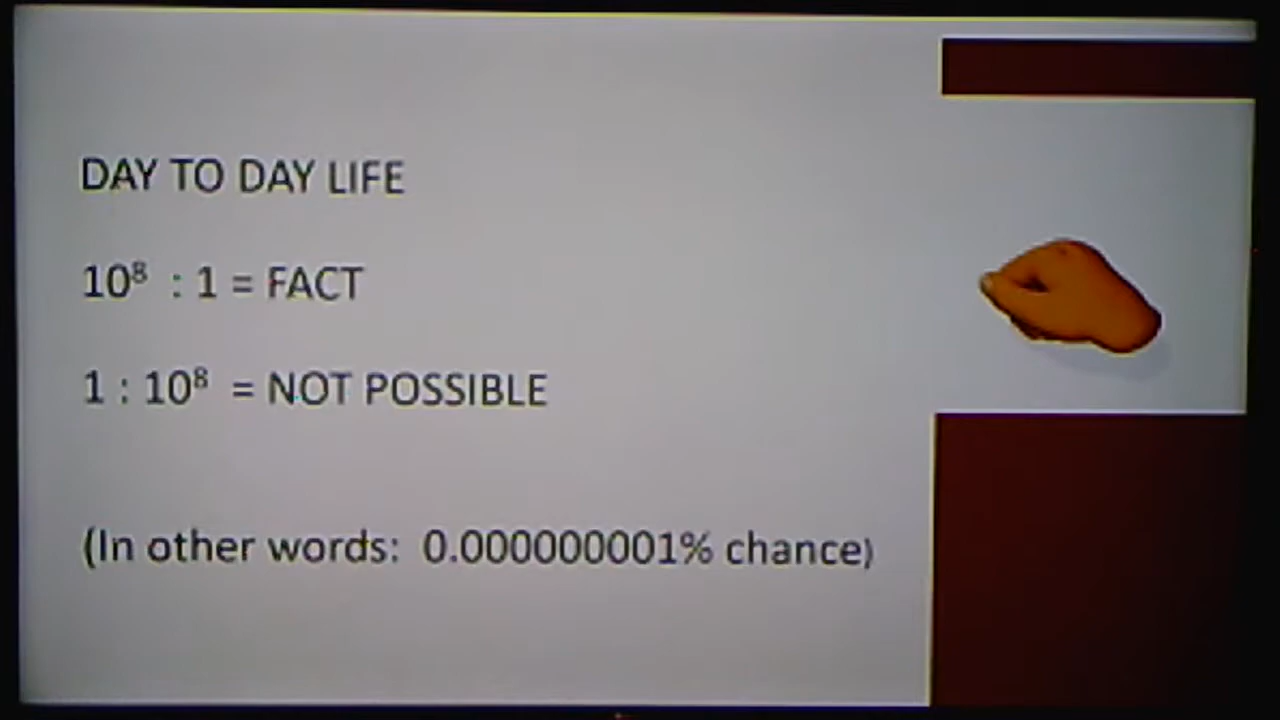 DAY TO DAY LIFE
10⁸ : 1 = FACT
1 : 10⁸ = NOT POSSIBLE
(In other words: 0.000000001% chance)